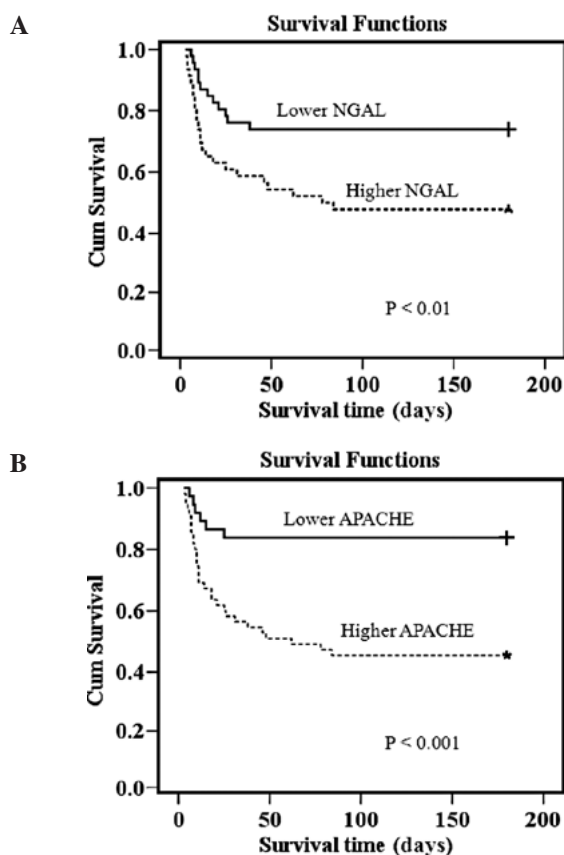 A
Survival Functions
1.0
0.8
0.6
0.4
0.2
0.0
Cum Survival
Lower NGAL
Higher NGAL
P < 0.01
0 50 100 150 200
Survival time (days)
B
Survival Functions
1.0
0.8
0.6
0.4
0.2
0.0
Cum Survival
Lower APACHE
Higher APACHE
P < 0.001
0 50 100 150 200
Survival time (days)